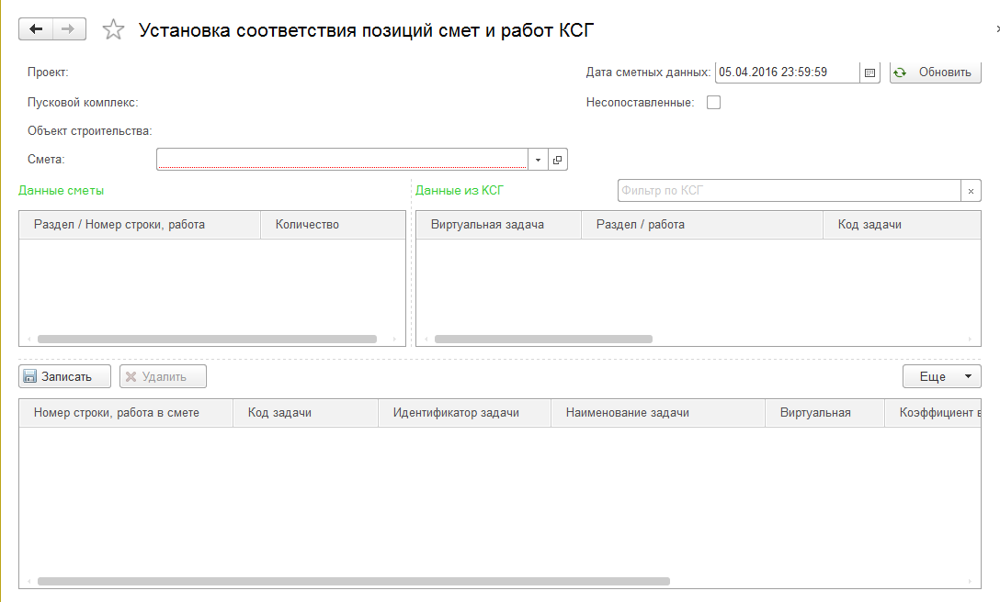 Установка соответствия позиций смет и работ КСГ
Проект:
Дата сметных данных: 05.04.2016 23:59:59 Обновить
Пусковой комплекс:
Несопоставленные:
Объект строительства:
Смета:
Данные сметы
Данные из КСГ
Фильтр по КСГ
Раздел / Номер строки, работа Количество
Виртуальная задача Раздел / работа Код задачи
Записать Удалить Еще
Номер строки, работа в смете Код задачи Идентификатор задачи Наименование задачи Виртуальная Коэффициент в